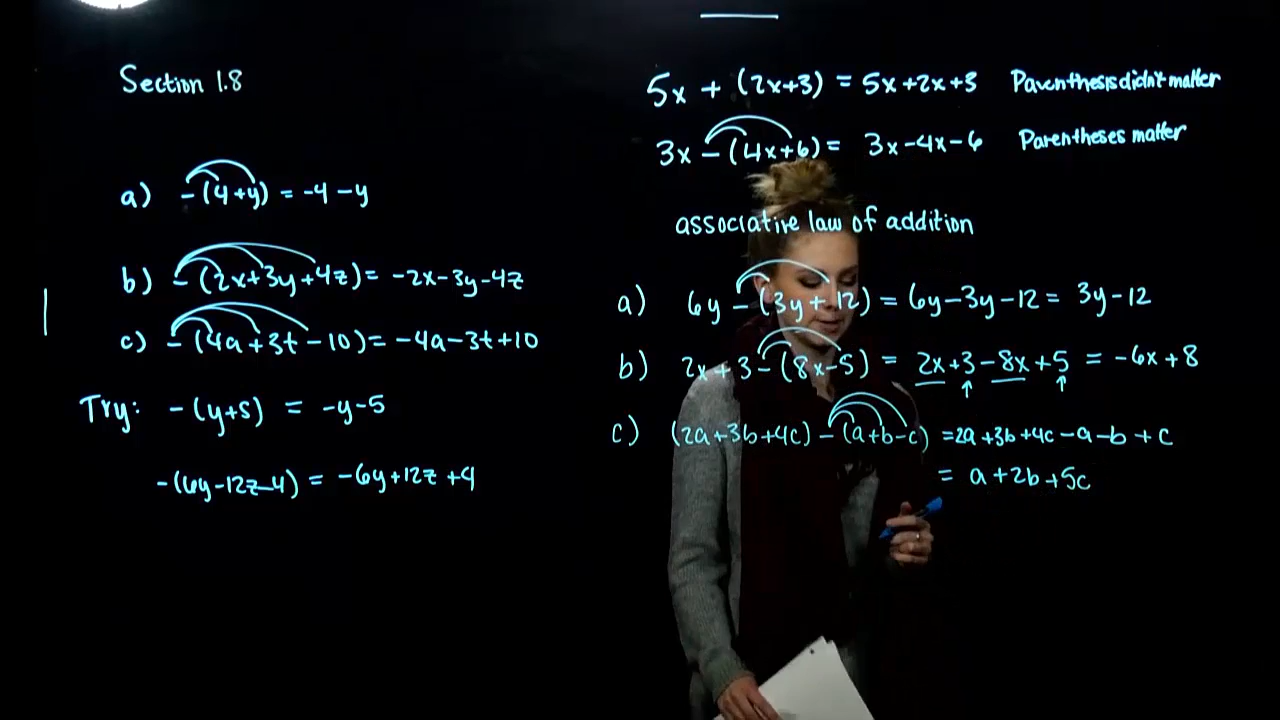 Section 1.8
a) -(4+y) = -4-y
b) -(2x+3y+4z)= -2x-3y-4z
c) -(4a+3t-10)= -4a-3t+10
Try: -(y+5) = -y-5
-(6y-12z-4) = -6y+12z+4
5x + (2x+3) = 5x+2x+3 Parenthesis didn't matter
3x -(4x+6)= 3x-4x-6 Parentheses matter
associative law of addition
a) 6y -(3y+12) = 6y-3y-12 = 3y-12
b) 2x+3-(8x-5) = 2x+3-8x+5 = -6x+8
c) (2a+3b+4c)-(a+b-c) =2a+3b+4c-a-b+c
= a+2b+5c